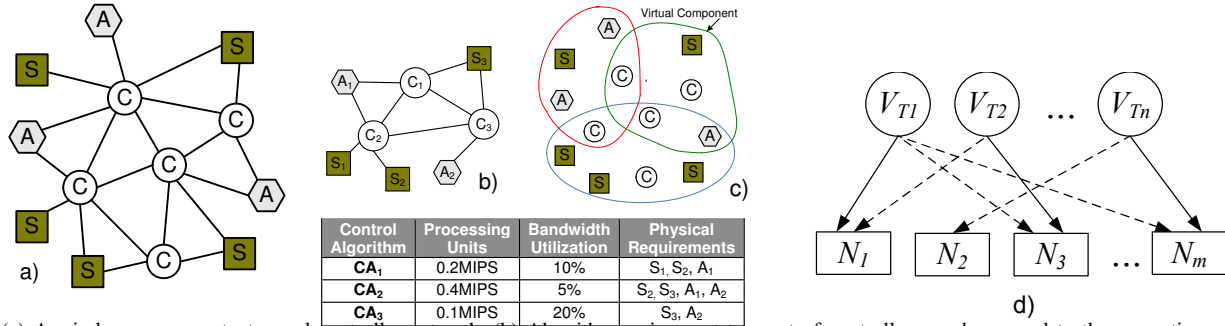 A
S
S
C
C
A
C
C
A
S
S
C
S
a)
A1
C1
S3
C2
C3
S1
S2
A2
b)
Virtual Component
A
S
S
C
C
A
C
C
A
S
S
C
S
c)
Control Algorithm Processing Units Bandwidth Utilization Physical Requirements
CA1 0.2MIPS 10% S1, S2, A1
CA2 0.4MIPS 5% S2, S3, A1, A2
CA3 0.1MIPS 20% S3, A2
VT1 VT2 ... VTn
N1 N2 N3 ... Nm
d)